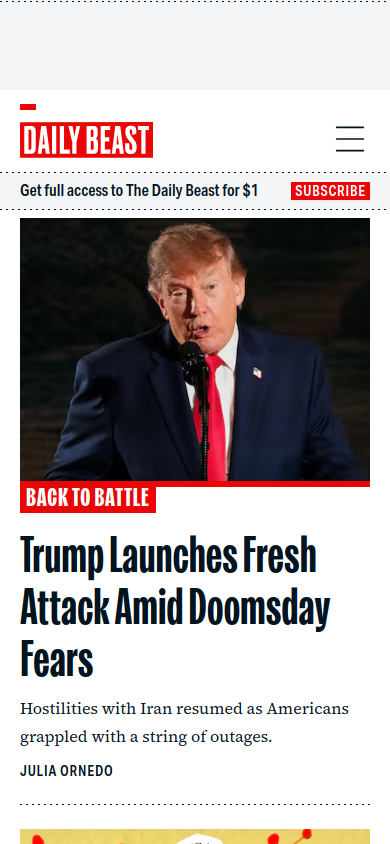 DAILY BEAST
Get full access to The Daily Beast for $1
SUBSCRIBE
BACK TO BATTLE
Trump Launches Fresh
Attack Amid Doomsday
Fears
Hostilities with Iran resumed as Americans
grappled with a string of outages.
JULIA ORNEDO